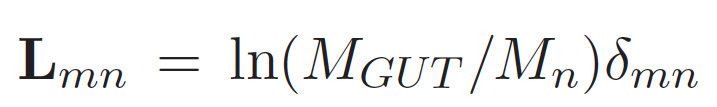 L_{mn} = ln(M_{GUT}/M_n)δ_{mn}